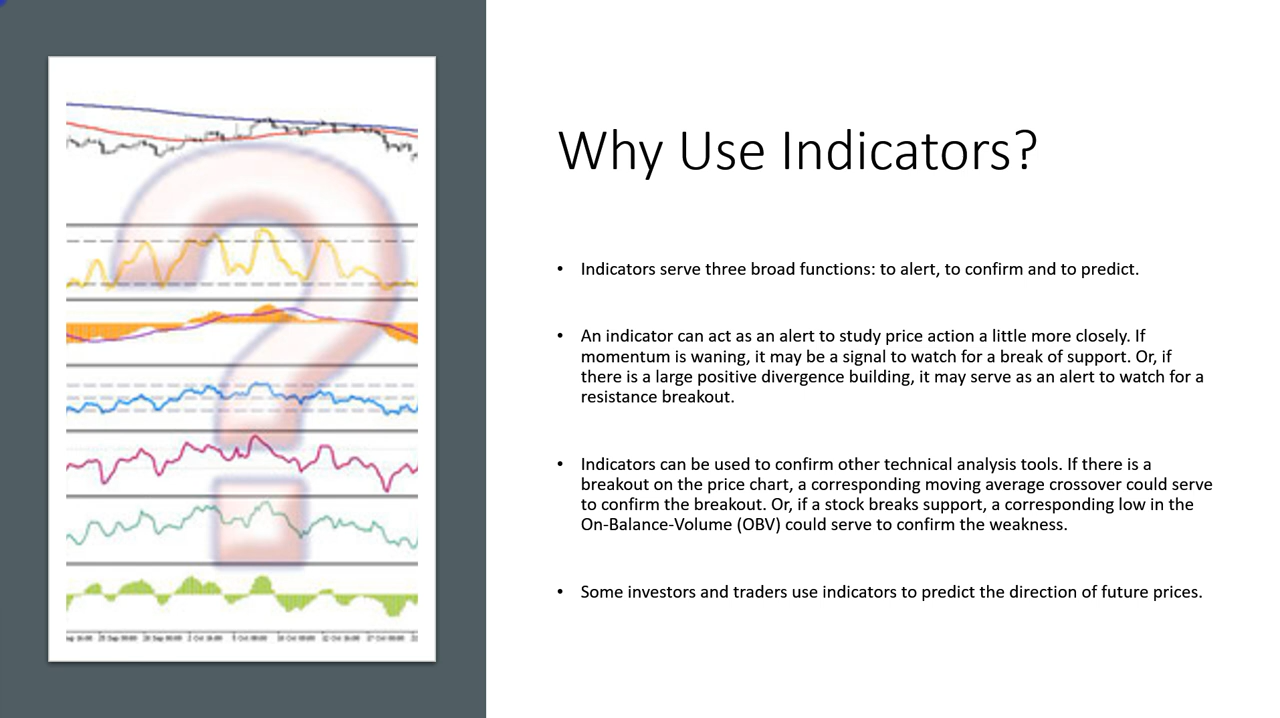 Why Use Indicators?
• Indicators serve three broad functions: to alert, to confirm and to predict.
• An indicator can act as an alert to study price action a little more closely. If
momentum is waning, it may be a signal to watch for a break of support. Or, if
there is a large positive divergence building, it may serve as an alert to watch for a
resistance breakout.
• Indicators can be used to confirm other technical analysis tools. If there is a
breakout on the price chart, a corresponding moving average crossover could serve
to confirm the breakout. Or, if a stock breaks support, a corresponding low in the
On-Balance-Volume (OBV) could serve to confirm the weakness.
• Some investors and traders use indicators to predict the direction of future prices.